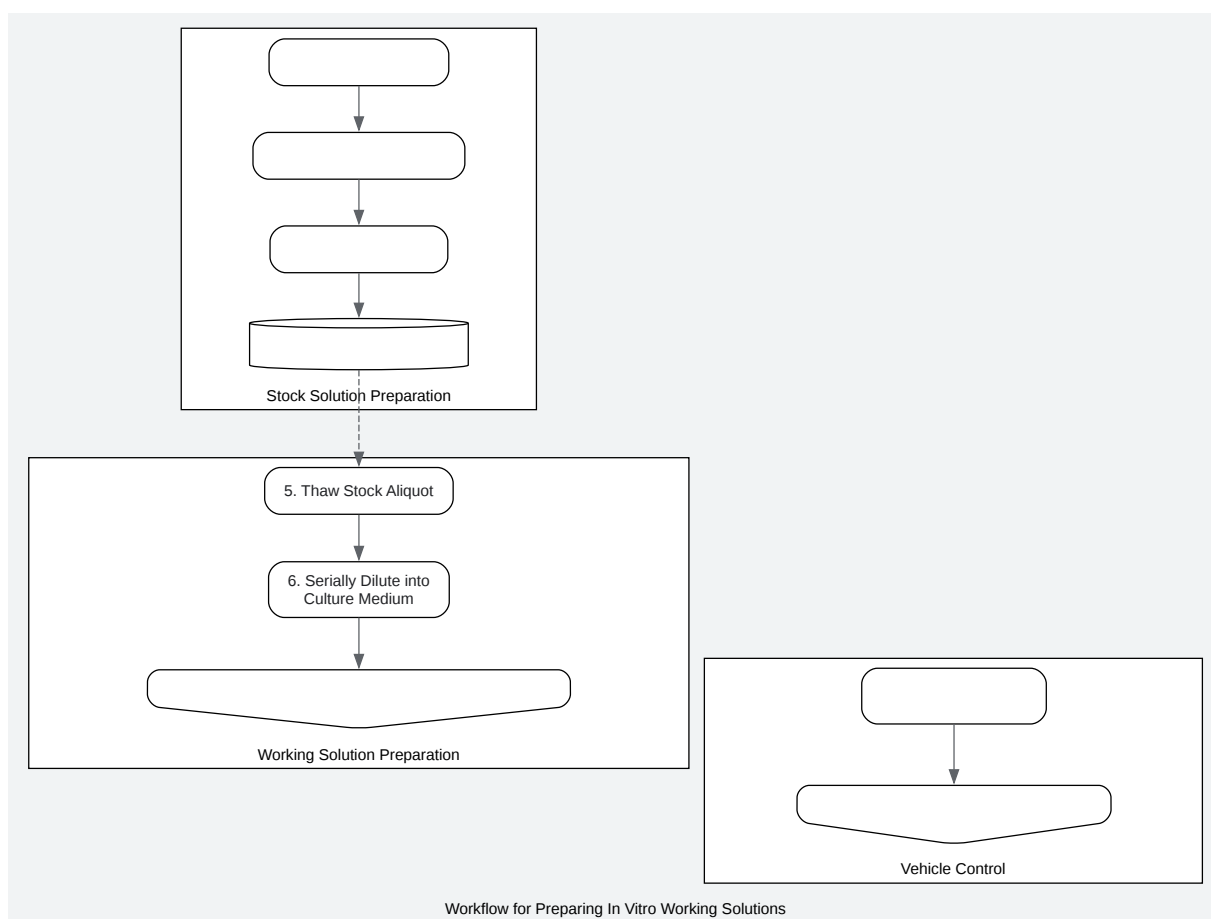 Stock Solution Preparation
5. Thaw Stock Aliquot
6. Serially Dilute into
Culture Medium
Working Solution Preparation
Vehicle Control
Workflow for Preparing In Vitro Working Solutions